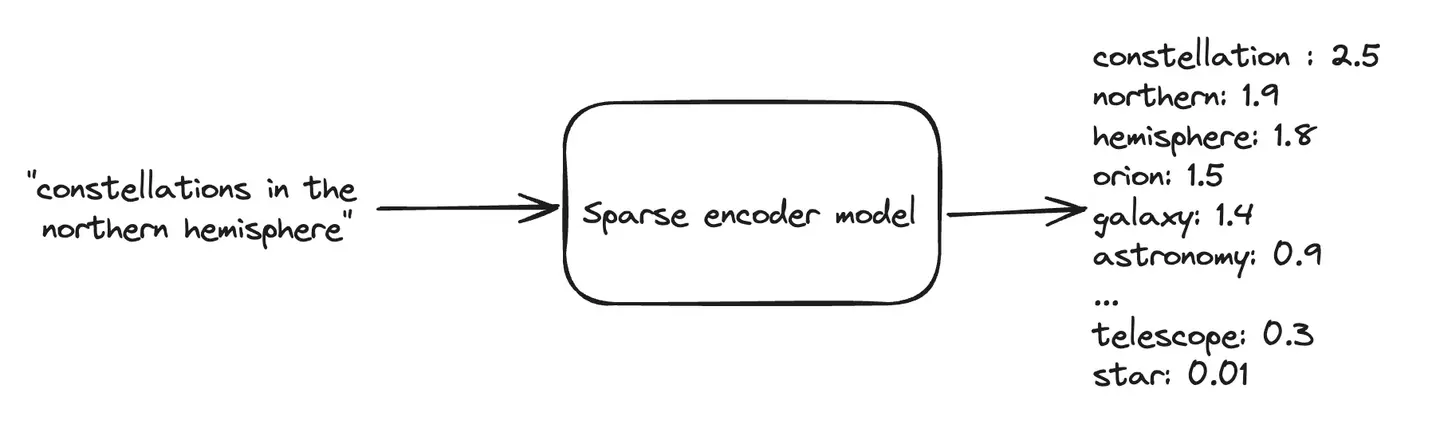 "constellations in the
northern hemisphere"
Sparse encoder model
constellation : 2.5
northern: 1.9
hemisphere: 1.8
orion: 1.5
galaxy: 1.4
astronomy: 0.9
...
telescope: 0.3
star: 0.01